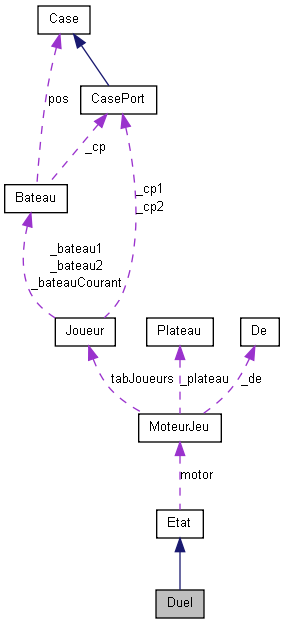 Case
pos
CasePort
_cp
_cp1
_cp2
Bateau
_bateau1
_bateau2
_bateauCourant
Joueur
Plateau
De
tabJoueurs
_plateau
_de
MoteurJeu
motor
Etat
Duel